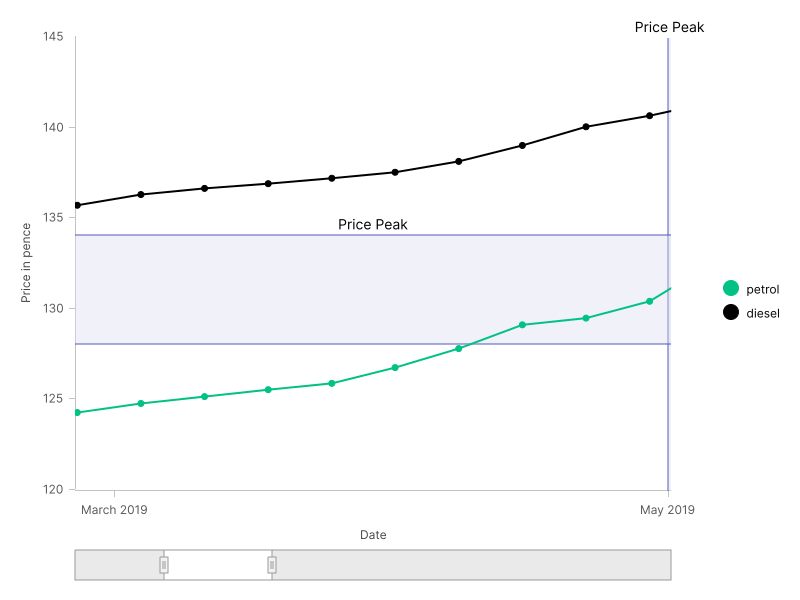 Price Peak
145
140
135
130
125
120
Price in pence
Price Peak
petrol
diesel
March 2019
May 2019
Date